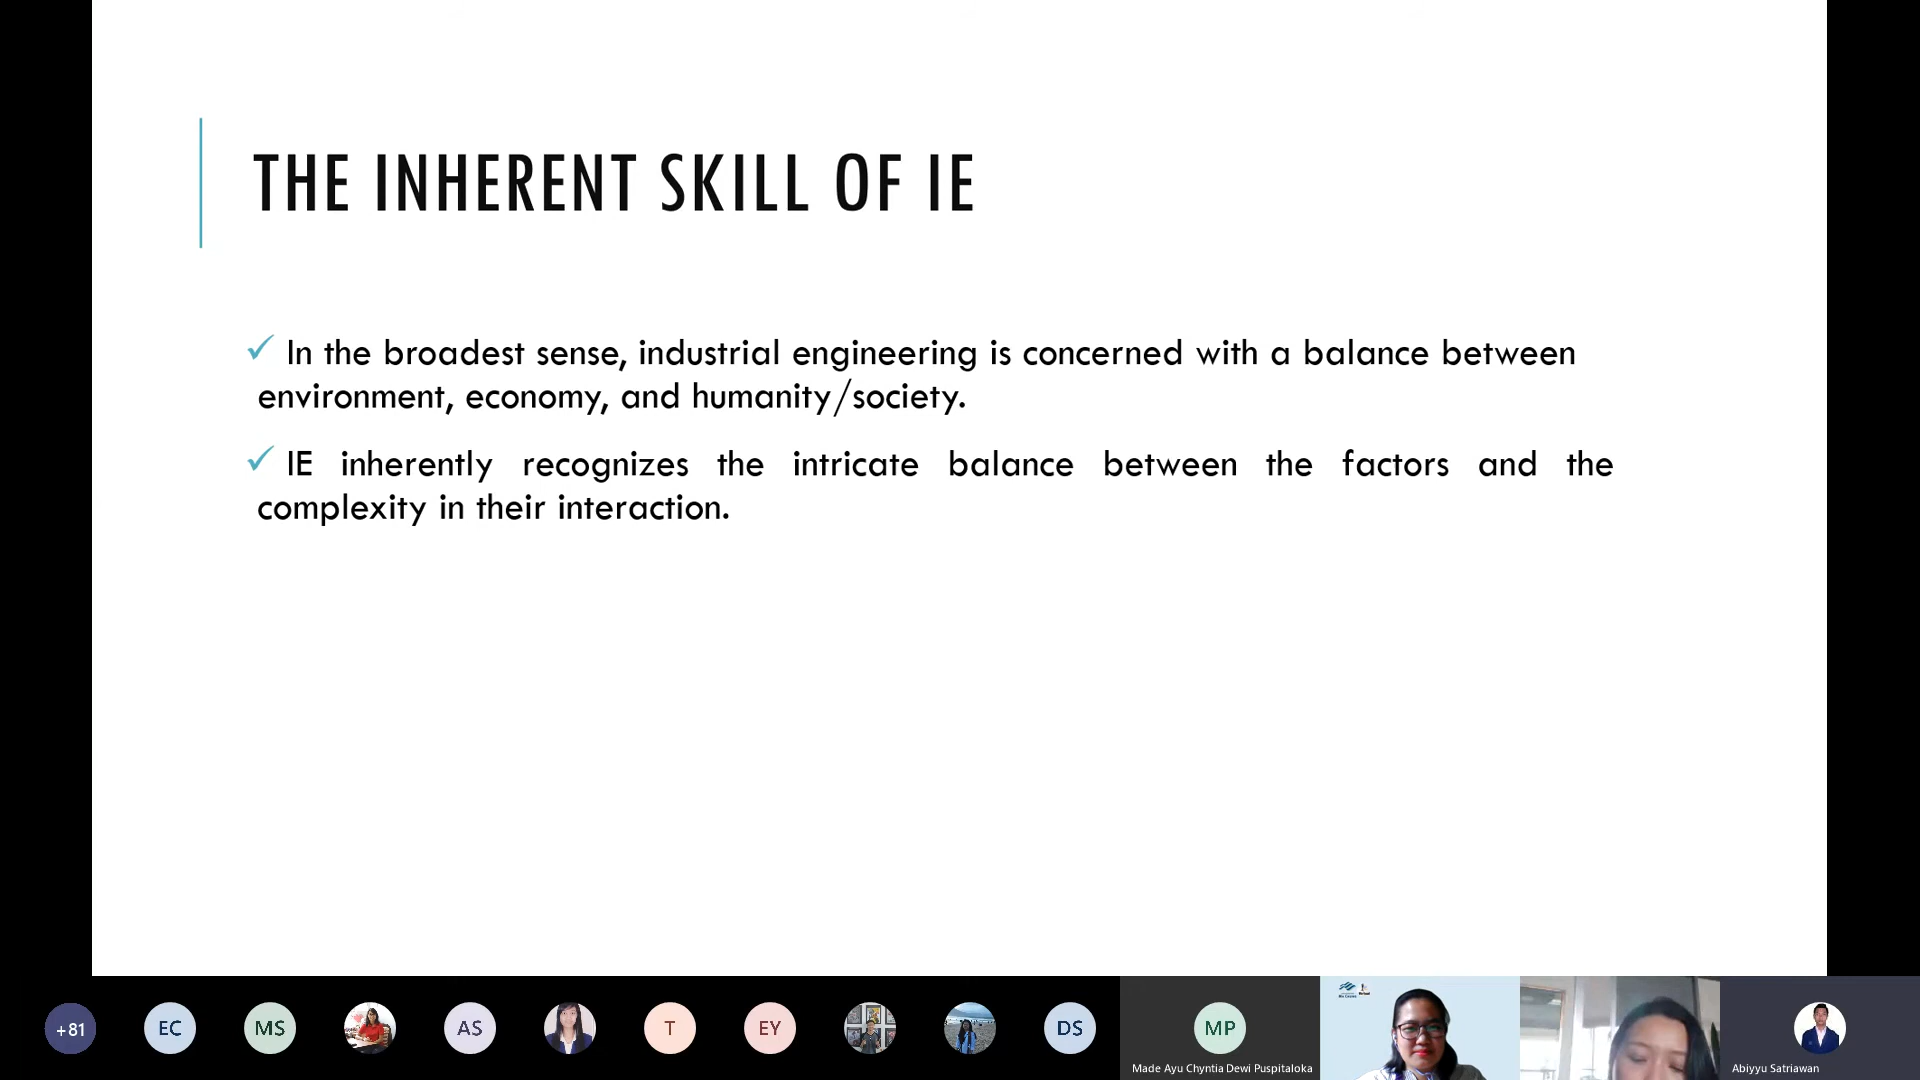 THE INHERENT SKILL OF IE
✓ In the broadest sense, industrial engineering is concerned with a balance between
environment, economy, and humanity/society.
✓ IE inherently recognizes the intricate balance between the factors and the
complexity in their interaction.
+81
EC
MS
AS
T
EY
DS
MP
Made Ayu Chyntia Dewi Puspitaloka
Abiyyu Satriawan